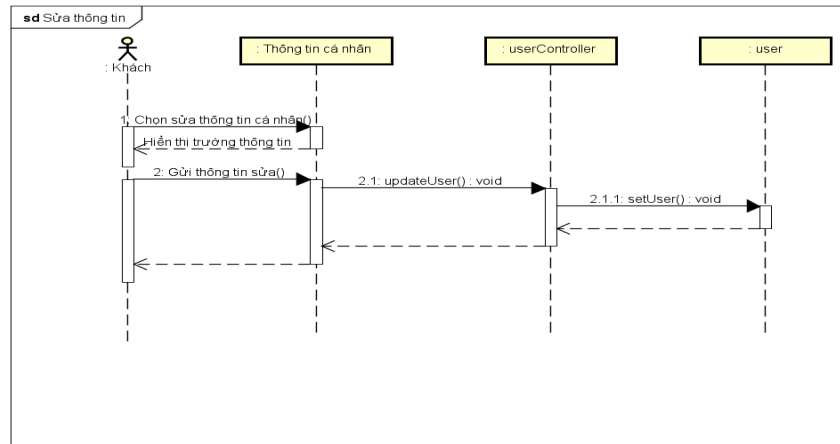 sd Sửa thông tin
: Khách
: Thông tin cá nhân
: userController
: user
1: Chọn sửa thông tin cá nhân()
Hiển thị trướng thông tin
2: Gửi thông tin sửa()
2.1: updateUser() : void
2.1.1: setUser() : void